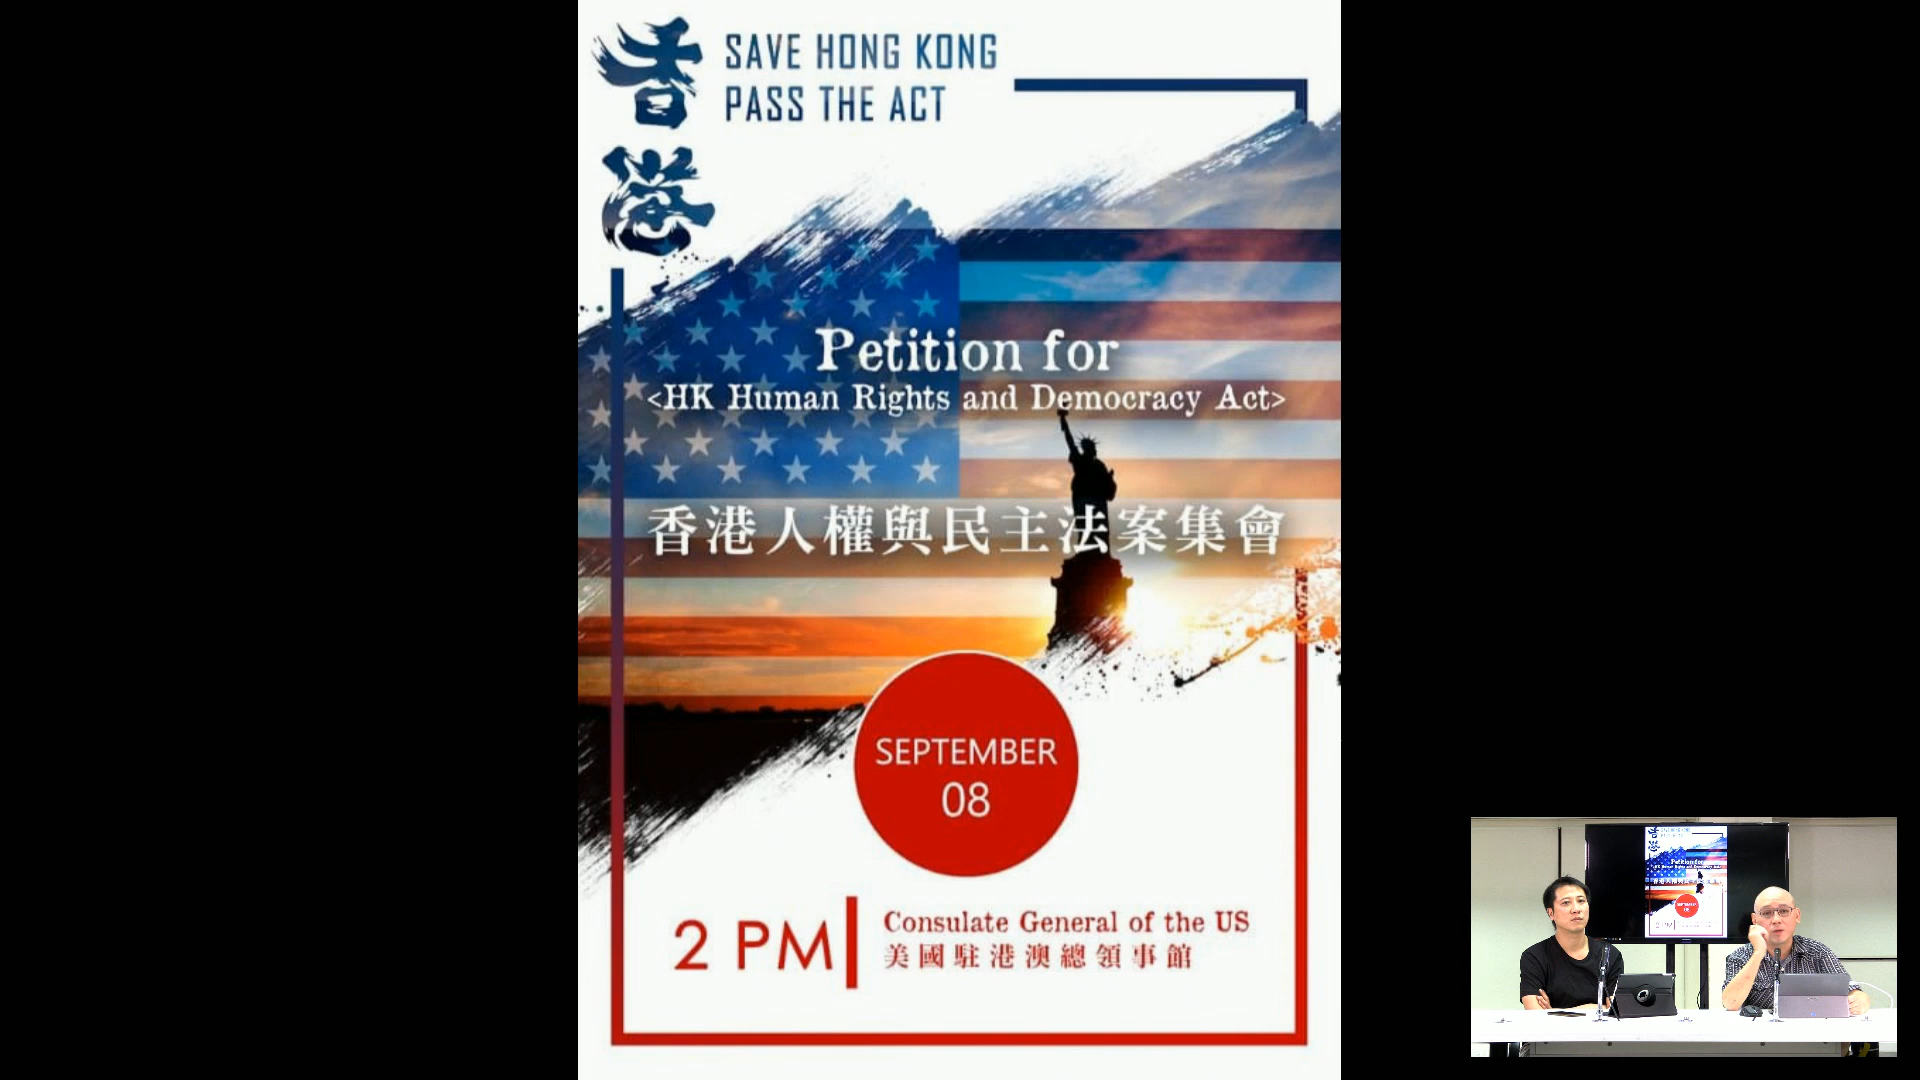 香港
SAVE HONG KONG
PASS THE ACT
Petition for
<HK Human Rights and Democracy Act>
香港人權與民主法案集會
SEPTEMBER
08
2 PM
Consulate General of the US
美國駐港澳總領事館